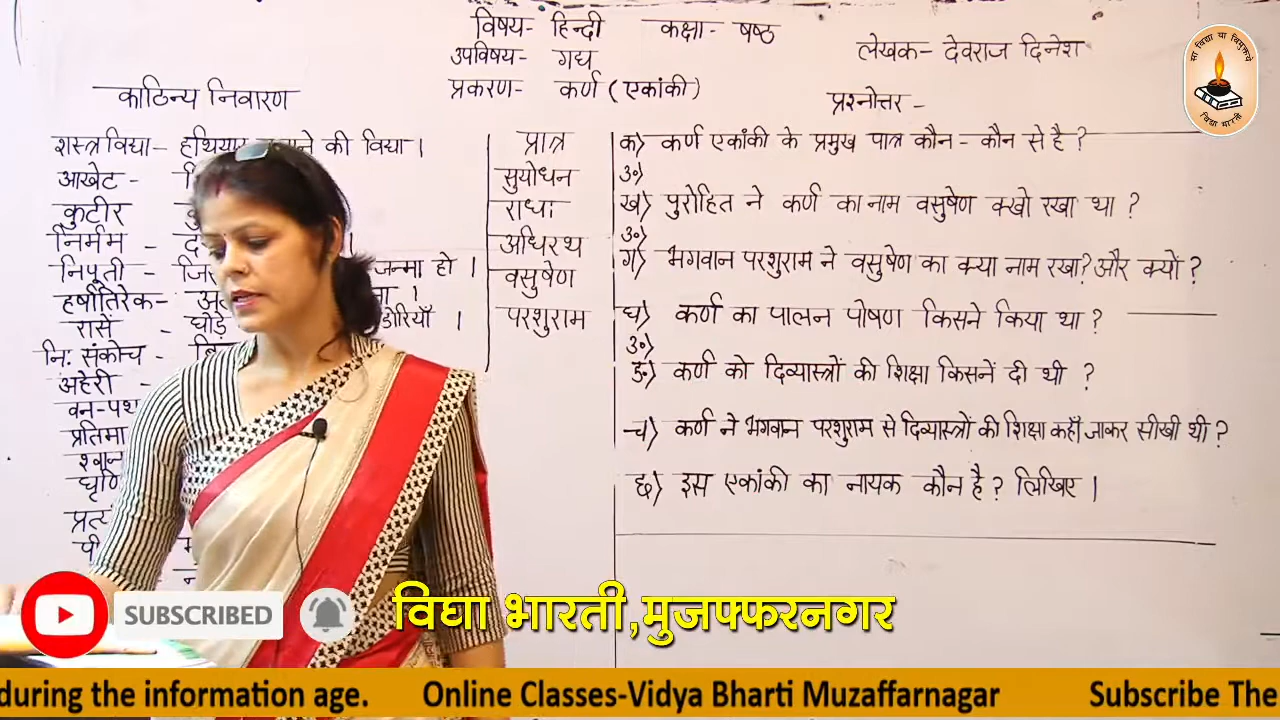 विषय- हिन्दी कक्षा- षष्ठ
उपविषय- गद्य
लेखक- देवराज दिनेश
प्रकरण- कर्ण (एकांकी)
काठिन्य निवारण
प्रश्नोत्तर -
सा विद्या या विमुक्तये
विद्या भारती
शस्त्र विद्या- की विद्या।
आखेट -
कुटीर
निर्मम -
निपूती - जन्मा हो।
हर्षातिरेक-
रासें घोड़े डोरियाँ ।
नि: संकोच -
अहेरी -
वन-पथ
प्रतिमा
पात्र
सुयोधन
राधा
अधिरथ
वसुषेण
परशुराम
क) कर्ण एकांकी के प्रमुख पात्र कौन - कौन से है ?
उ०)
ख) पुरोहित ने कर्ण का नाम वसुषेण क्यो रखा था ?
उ०)
ग) भगवान परशुराम ने वसुषेण का क्या नाम रखा? और क्यों ?
घ) कर्ण का पालन पोषण किसने किया था ?
उ०)
ङ) कर्ण को दिव्यास्त्रों की शिक्षा किसनें दी थी ?
च) कर्ण ने भगवान परशुराम से दिव्यास्त्रों की शिक्षा कहाँ जाकर सीखी थी ?
छ) इस एकांकी का नायक कौन है ? लिखिए ।
SUBSCRIBED
विद्या भारती,मुजफ्फरनगर
during the information age. Online Classes-Vidya Bharti Muzaffarnagar Subscribe The